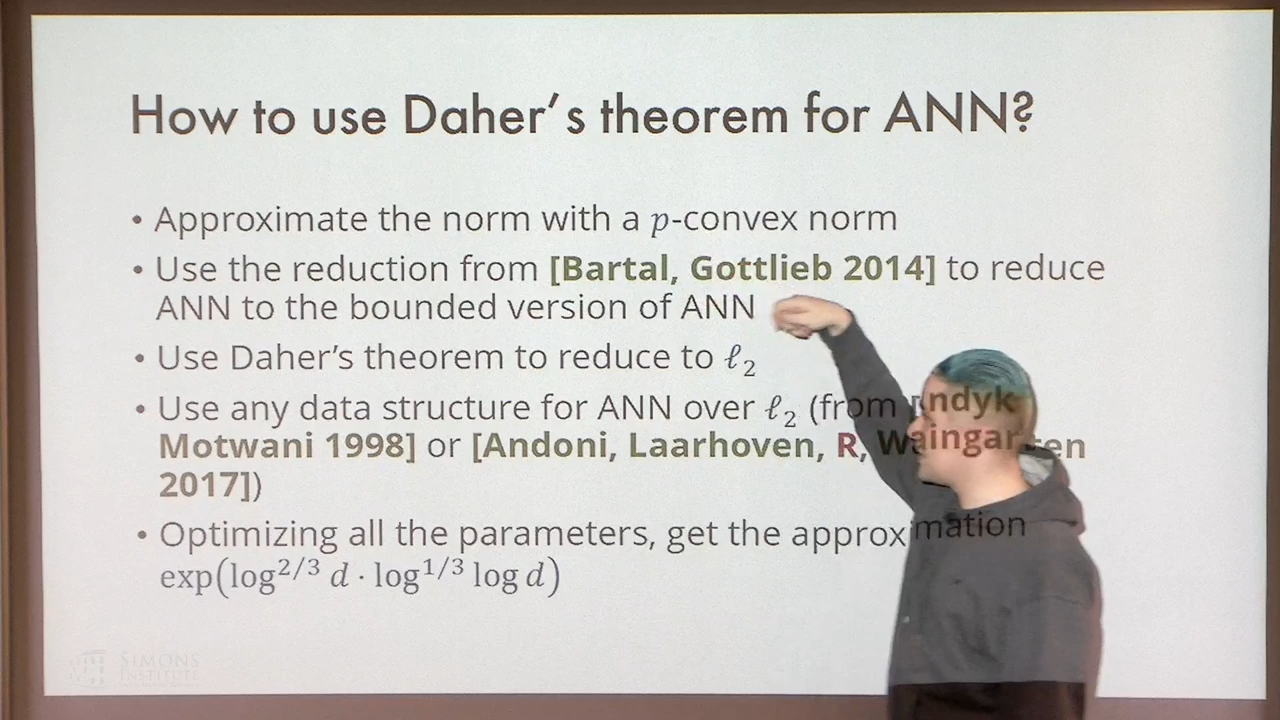 How to use Daher's theorem for ANN?
• Approximate the norm with a p-convex norm
• Use the reduction from [Bartal, Gottlieb 2014] to reduce
ANN to the bounded version of ANN
• Use Daher's theorem to reduce to ℓ₂
• Use any data structure for ANN over ℓ₂ (from [Indyk
Motwani 1998] or [Andoni, Laarhoven, R, Waingarten
2017])
• Optimizing all the parameters, get the approximation
exp(log^{2/3} d · log^{1/3} log d)
SIMONS
INSTITUTE